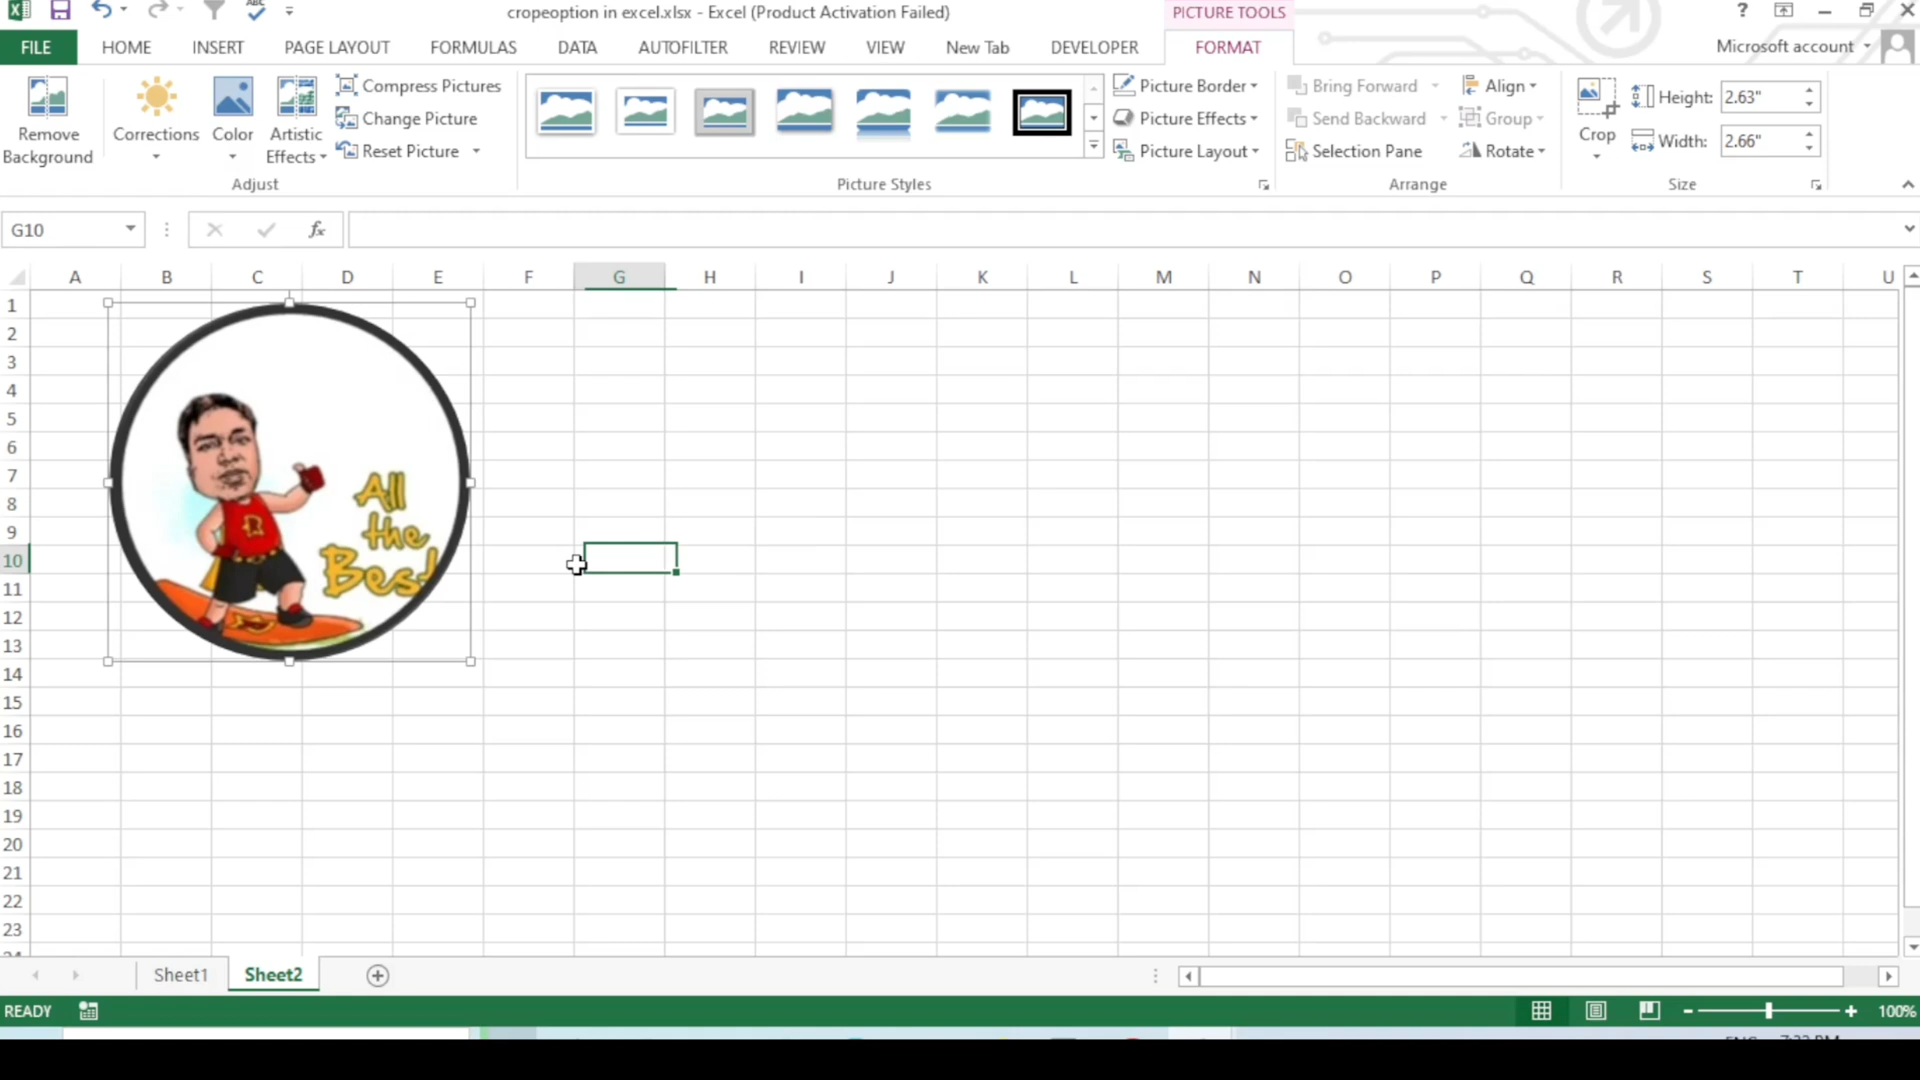 cropeoption in excel.xlsx - Excel (Product Activation Failed)
PICTURE TOOLS
?
FILE HOME INSERT PAGE LAYOUT FORMULAS DATA AUTOFILTER REVIEW VIEW New Tab DEVELOPER FORMAT Microsoft account
Remove Background
Corrections
Color
Artistic Effects
Compress Pictures
Change Picture
Reset Picture
Adjust
Picture Styles
Picture Border
Picture Effects
Picture Layout
Bring Forward
Send Backward
Selection Pane
Align
Group
Rotate
Arrange
Crop
Height: 2.63"
Width: 2.66"
Size
G10
fx
A B C D E F G H I J K L M N O P Q R S T U
1
2
3
4
5
6
7
8
9
10
11
12
13
14
15
16
17
18
19
20
21
22
23
All
the
Best!
Sheet1 Sheet2
READY
100%